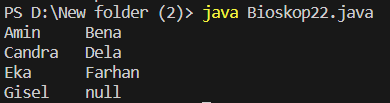 PS D:\New folder (2)> java Bioskop22.java
Amin    Bena
Candra  Dela
Eka     Farhan
Gisel   null